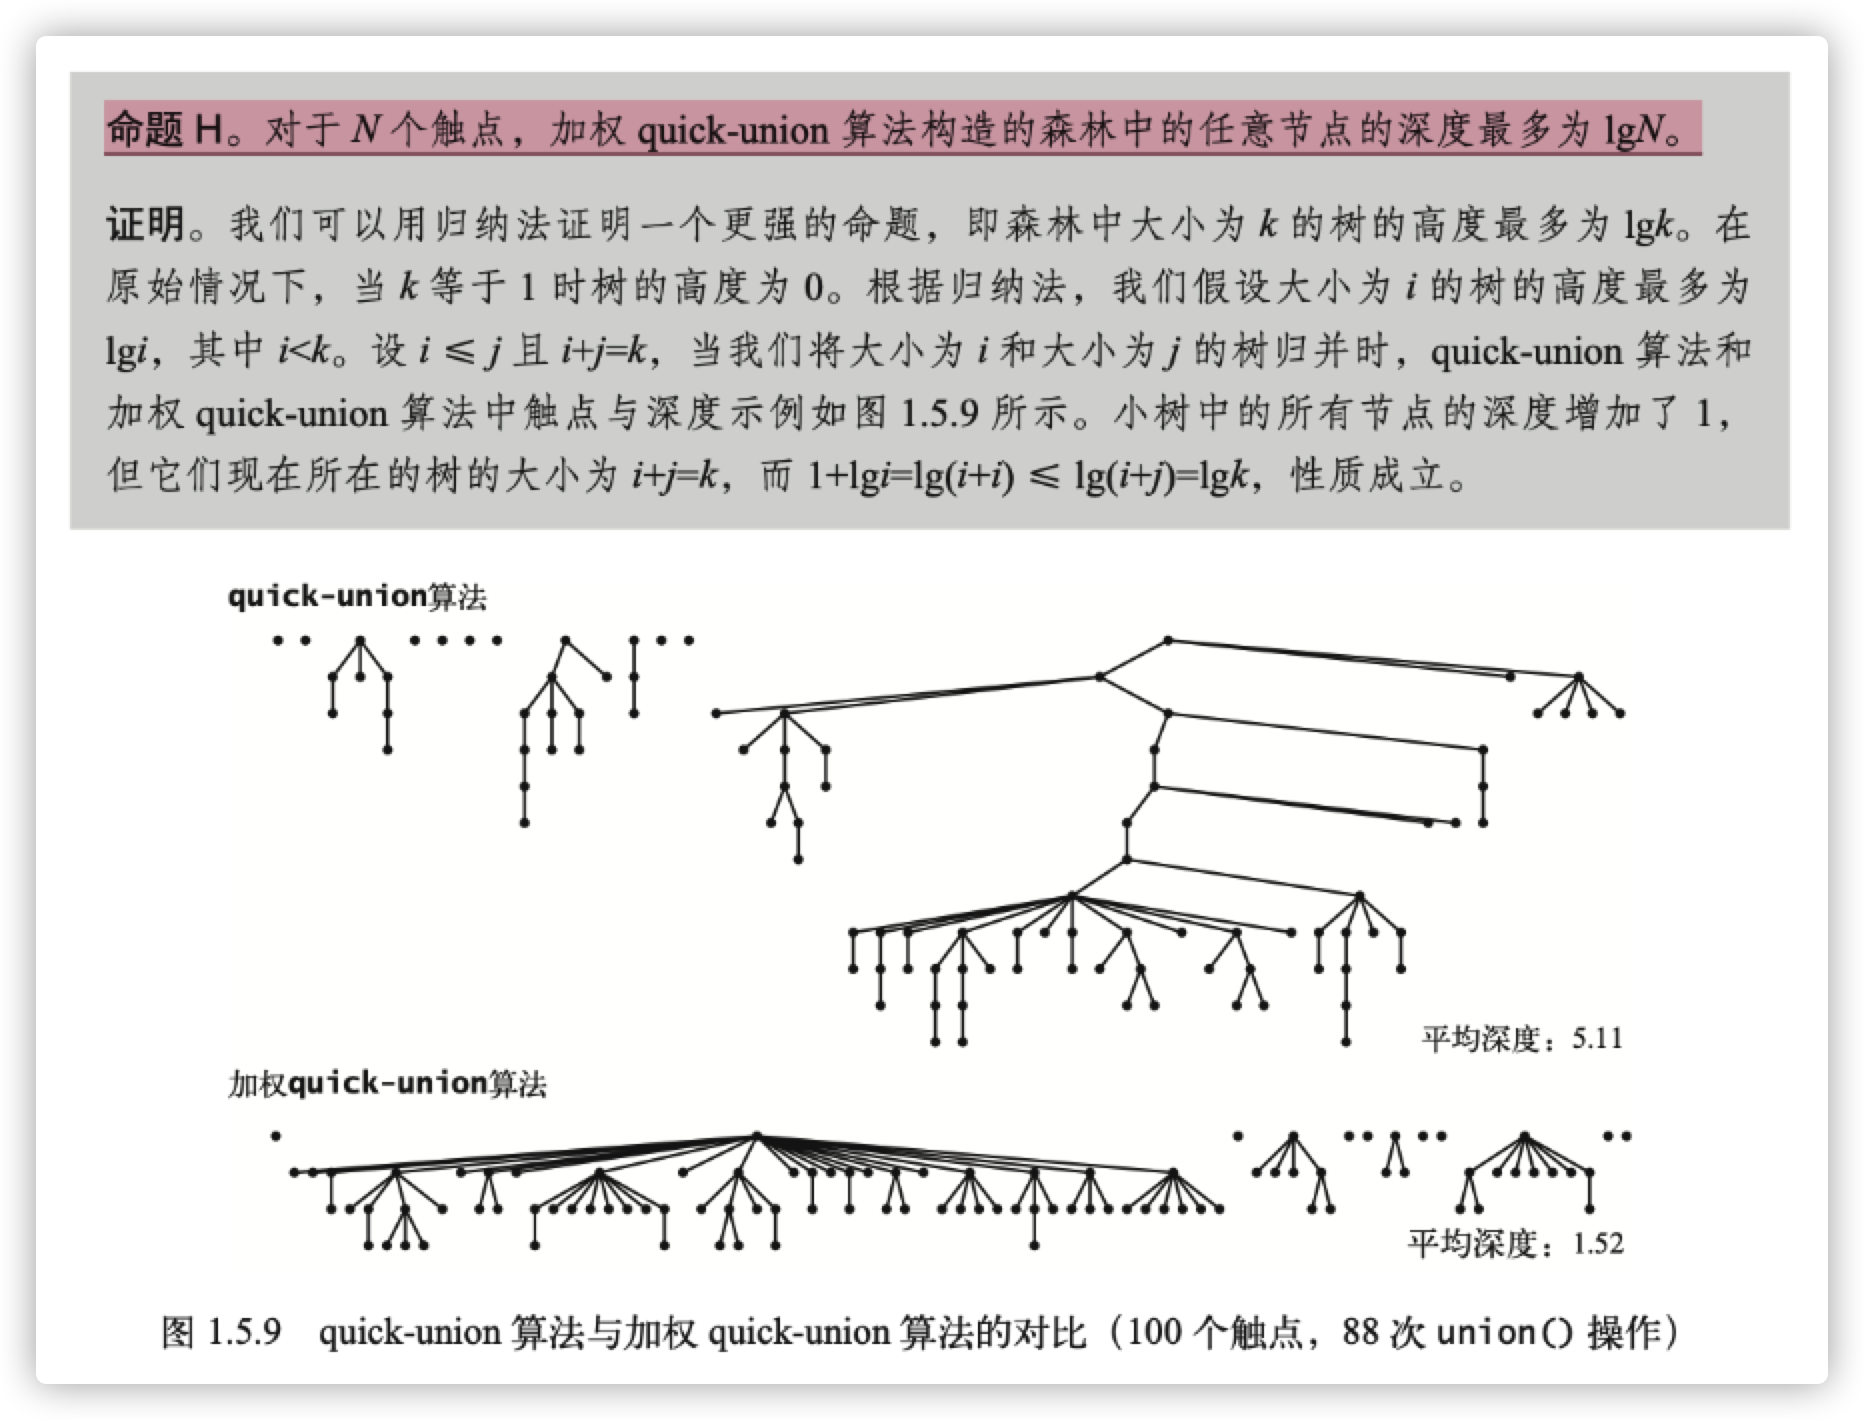 命题 H。对于 N 个触点，加权 quick-union 算法构造的森林中的任意节点的深度最多为 lgN。
证明。我们可以用归纳法证明一个更强的命题，即森林中大小为 k 的树的高度最多为 lgk。在
原始情况下，当 k 等于 1 时树的高度为 0。根据归纳法，我们假设大小为 i 的树的高度最多为
lgi，其中 i<k。设 i ≤ j 且 i+j=k，当我们将大小为 i 和大小为 j 的树归并时，quick-union 算法和
加权 quick-union 算法中触点与深度示例如图 1.5.9 所示。小树中的所有节点的深度增加了 1，
但它们现在所在的树的大小为 i+j=k，而 1+lgi=lg(i+i) ≤ lg(i+j)=lgk，性质成立。
quick-union算法
平均深度：5.11
加权quick-union算法
平均深度：1.52
图 1.5.9 quick-union 算法与加权 quick-union 算法的对比（100 个触点，88 次 union() 操作）